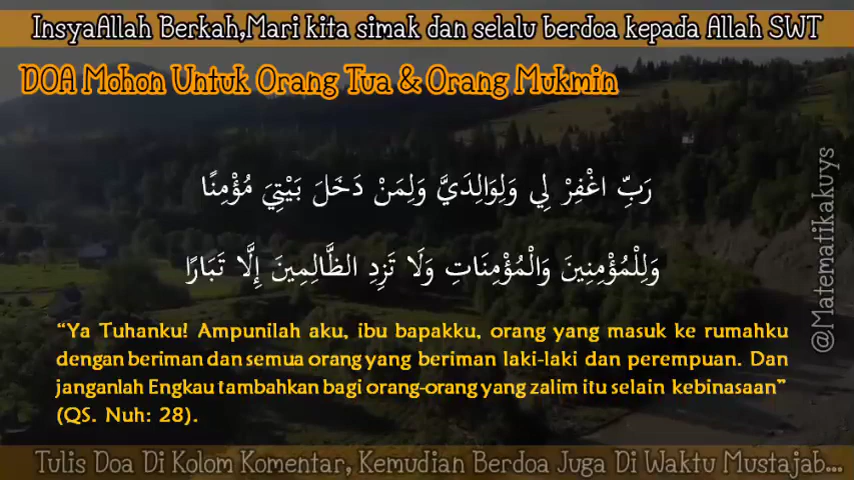 InsyaAllah Berkah,Mari kita simak dan selalu berdoa kepada Allah SWT
DOA Mohon Untuk Orang Tua & Orang Mukmin
رَبِّ اغْفِرْ لِي وَلِوَالِدَيَّ وَلِمَنْ دَخَلَ بَيْتِيَ مُؤْمِنًا
وَلِلْمُؤْمِنِينَ وَالْمُؤْمِنَاتِ وَلَا تَزِدِ الظَّالِمِينَ إِلَّا تَبَارًا
“Ya Tuhanku! Ampunilah aku, ibu bapakku, orang yang masuk ke rumahku
dengan beriman dan semua orang yang beriman laki-laki dan perempuan. Dan
janganlah Engkau tambahkan bagi orang-orang yang zalim itu selain kebinasaan”
(QS. Nuh: 28).
@Matematikakuys
Tulis Doa Di Kolom Komentar, Kemudian Berdoa Juga Di Waktu Mustajab...